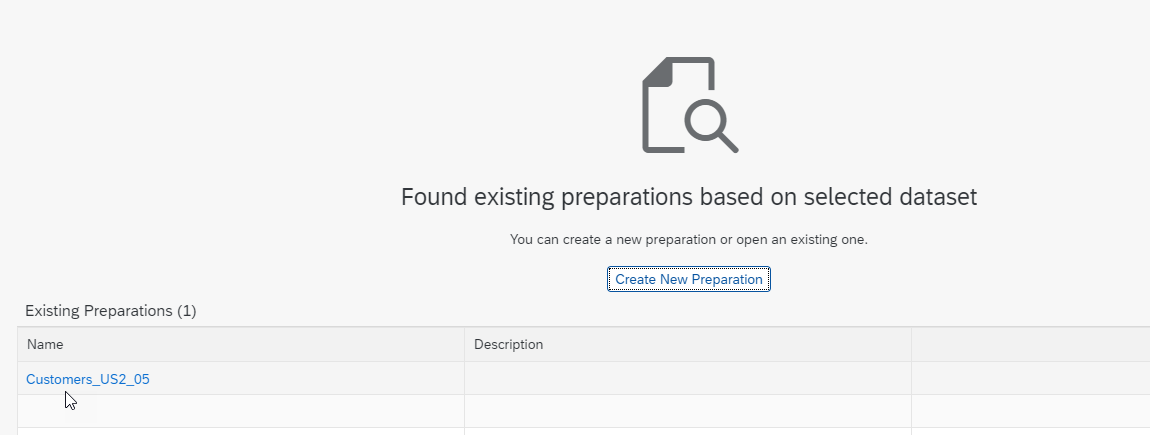 Found existing preparations based on selected dataset
You can create a new preparation or open an existing one.
Create New Preparation
Existing Preparations (1)
Name Description
Customers_US2_05